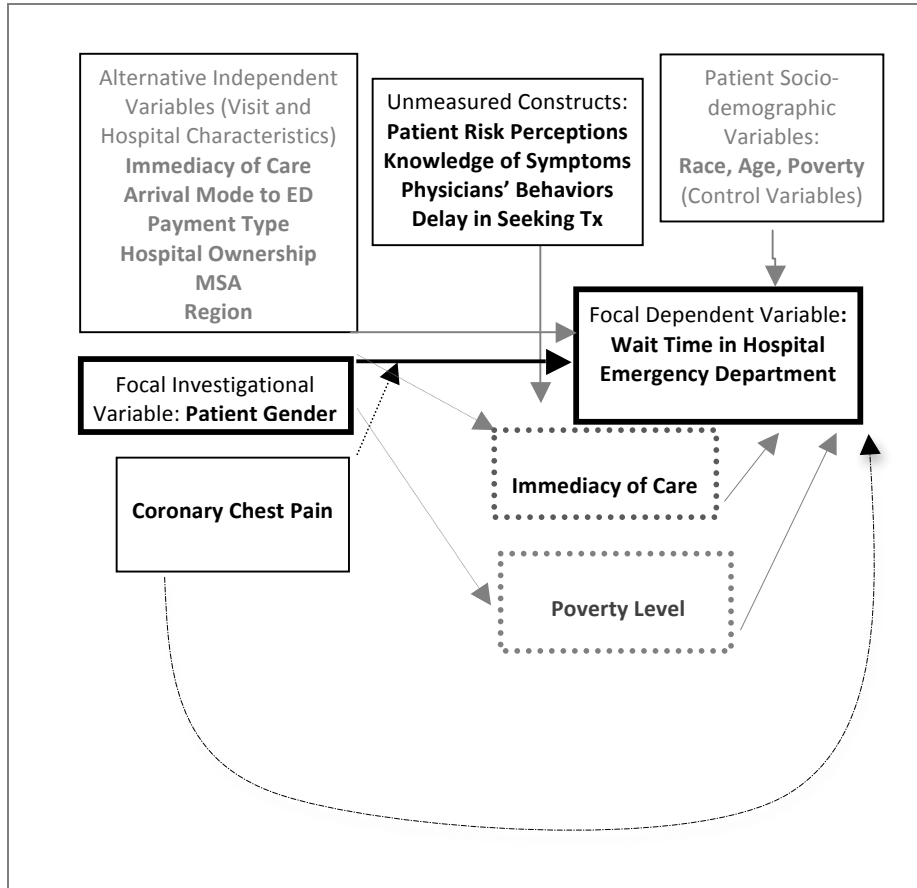 Alternative Independent
Variables (Visit and
Hospital Characteristics)
Immediacy of Care
Arrival Mode to ED
Payment Type
Hospital Ownership
MSA
Region
Unmeasured Constructs:
Patient Risk Perceptions
Knowledge of Symptoms
Physicians’ Behaviors
Delay in Seeking Tx
Patient Socio-
demographic
Variables:
Race, Age, Poverty
(Control Variables)
Focal Dependent Variable:
Wait Time in Hospital
Emergency Department
Focal Investigational
Variable: Patient Gender
Coronary Chest Pain
Immediacy of Care
Poverty Level